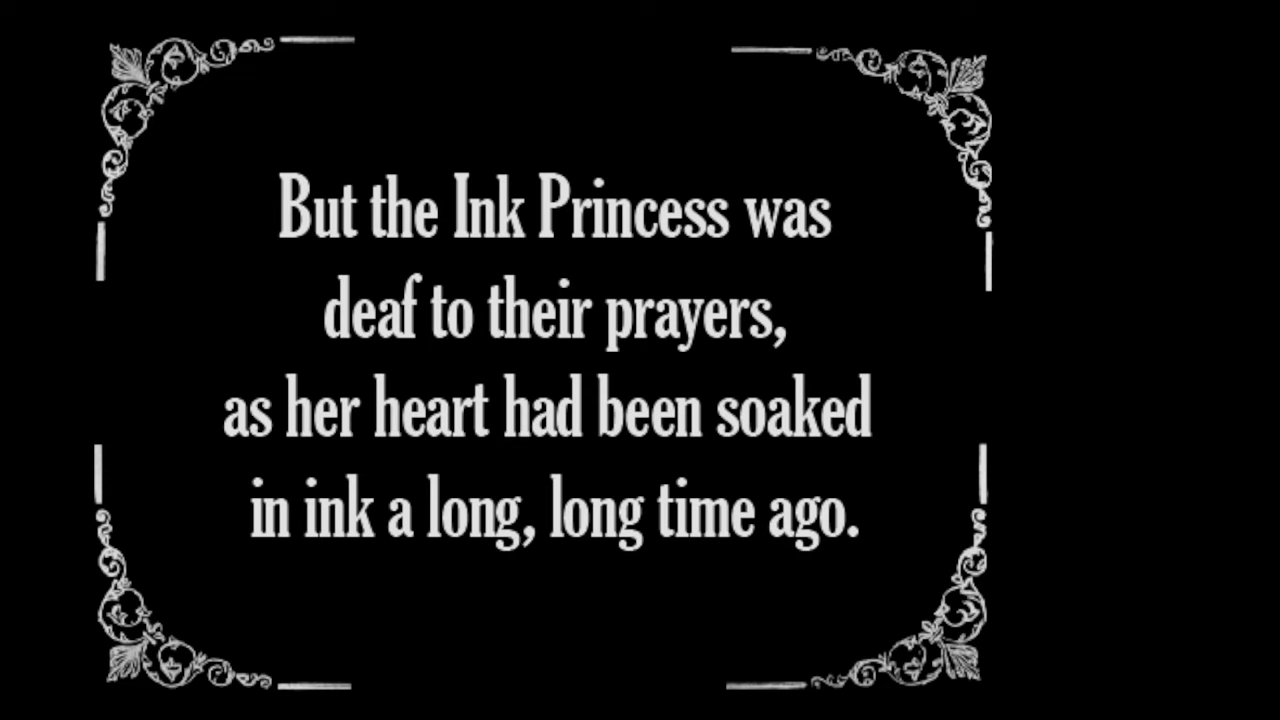 But the Ink Princess was
deaf to their prayers,
as her heart had been soaked
in ink a long, long time ago.